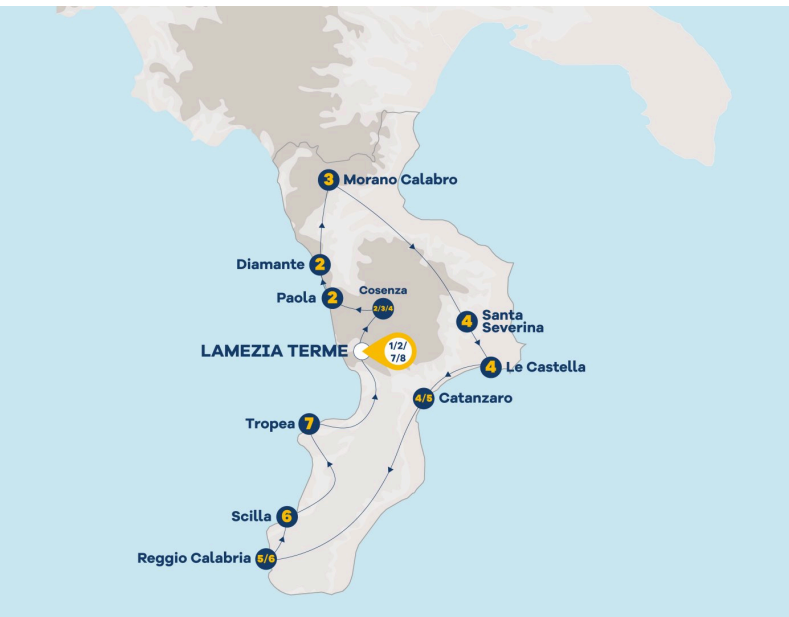 3 Morano Calabro
Diamante 2
Cosenza
Paola 2
2/3/4
4 Santa
Severina
LAMEZIA TERME
1/2/
7/8
4 Le Castella
4/5 Catanzaro
Tropea 7
Scilla 6
Reggio Calabria 5/6